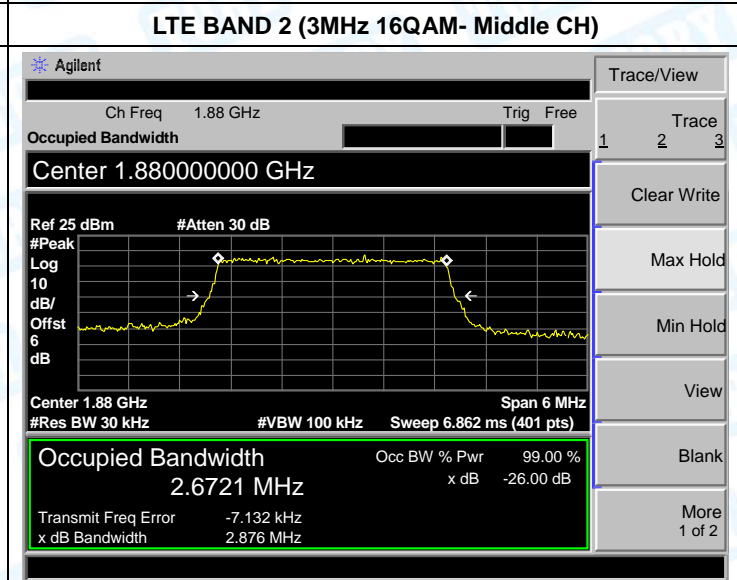 LTE BAND 2 (3MHz 16QAM- Middle CH)
Agilent
Trace/View
Ch Freq 1.88 GHz Trig Free
Occupied Bandwidth
Trace
1 2 3
Center 1.880000000 GHz
Clear Write
Ref 25 dBm #Atten 30 dB
#Peak
Log
10
dB/
Offst
6
dB
Max Hold
Min Hold
View
Center 1.88 GHz Span 6 MHz
#Res BW 30 kHz #VBW 100 kHz Sweep 6.862 ms (401 pts)
Occupied Bandwidth Occ BW % Pwr 99.00 %
2.6721 MHz x dB -26.00 dB
Blank
Transmit Freq Error -7.132 kHz
x dB Bandwidth 2.876 MHz
More
1 of 2